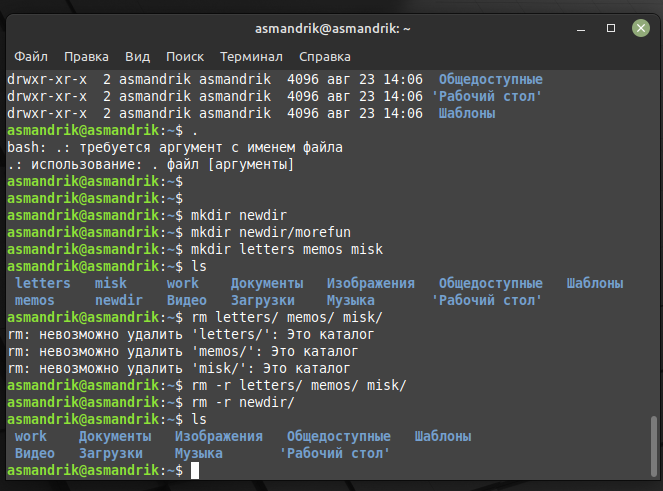 asmandrik@asmandrik: ~
Файл Правка Вид Поиск Терминал Справка
drwxr-xr-x  2 asmandrik asmandrik  4096 авг 23 14:06  Общедоступные
drwxr-xr-x  2 asmandrik asmandrik  4096 авг 23 14:06 'Рабочий стол'
drwxr-xr-x  2 asmandrik asmandrik  4096 авг 23 14:06  Шаблоны
asmandrik@asmandrik:~$ .
bash: .: требуется аргумент с именем файла
.: использование: . файл [аргументы]
asmandrik@asmandrik:~$
asmandrik@asmandrik:~$
asmandrik@asmandrik:~$ mkdir newdir
asmandrik@asmandrik:~$ mkdir newdir/morefun
asmandrik@asmandrik:~$ mkdir letters memos misk
asmandrik@asmandrik:~$ ls
 letters   misk     work    Документы   Изображения   Общедоступные   Шаблоны
 memos     newdir   Видео   Загрузки    Музыка       'Рабочий стол'
asmandrik@asmandrik:~$ rm letters/ memos/ misk/
rm: невозможно удалить 'letters/': Это каталог
rm: невозможно удалить 'memos/': Это каталог
rm: невозможно удалить 'misk/': Это каталог
asmandrik@asmandrik:~$ rm -r letters/ memos/ misk/
asmandrik@asmandrik:~$ rm -r newdir/
asmandrik@asmandrik:~$ ls
 work    Документы   Изображения   Общедоступные   Шаблоны
 Видео   Загрузки    Музыка       'Рабочий стол'
asmandrik@asmandrik:~$